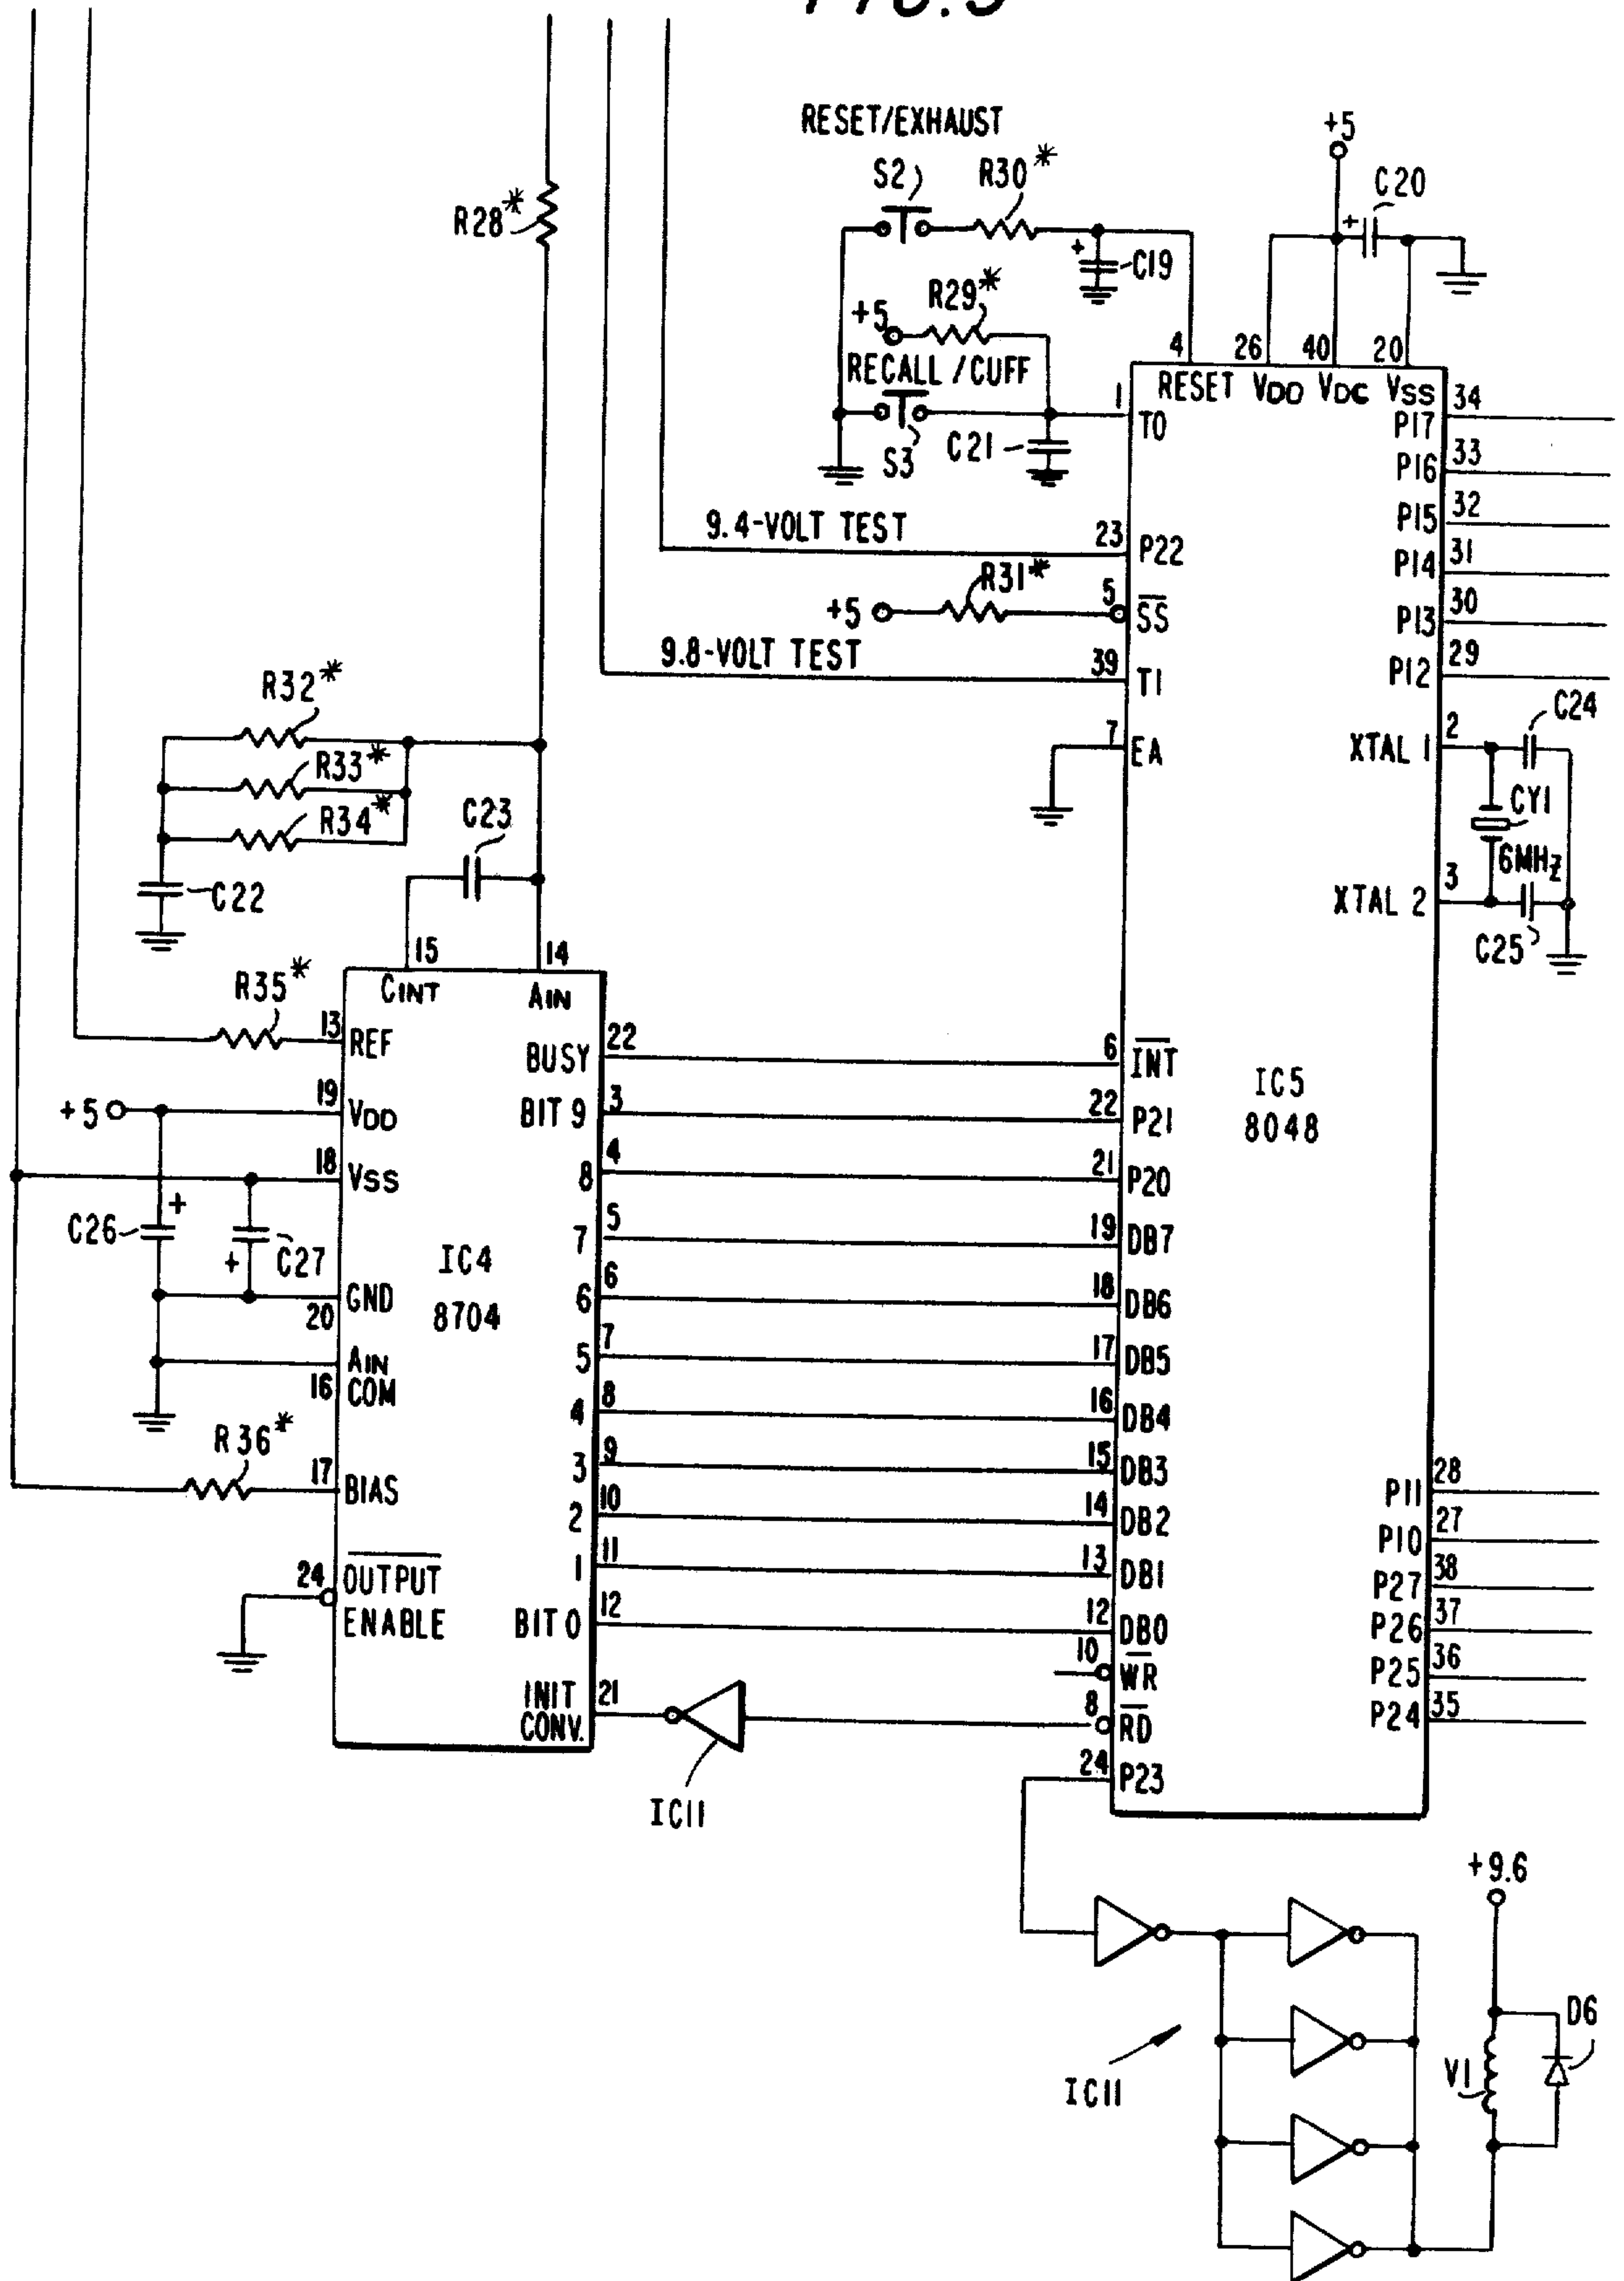 FIG. 5
RESET/EXHAUST
+5
S2
R30*
C20
R28*
+
+
C19
R29*
+5
4
26
40
20
RECALL /CUFF
RESET VDD VDC VSS
34
1
T0
P17
S3
C21
33
P16
32
P15
9.4-VOLT TEST
23
P22
31
P14
R31*
+5
5
SS
30
P13
9.8-VOLT TEST
39
T1
29
P12
R32*
C24
7
EA
2
XTAL 1
R33*
R34*
C23
CY1
6MHz
C22
3
XTAL 2
C25
15
14
R35*
CINT
AIN
13
REF
22
BUSY
6
INT
IC5
8048
+5
19
VDD
BIT 9
3
22
P21
18
VSS
8
4
21
P20
+
C26
C27
+
7
5
19
DB7
IC4
8704
GND
20
6
6
18
DB6
AIN
COM
16
5
7
17
DB5
4
8
16
DB4
R36*
17
BIAS
3
9
15
DB3
28
P11
2
10
14
DB2
27
P10
24
OUTPUT
ENABLE
1
11
13
DB1
38
P27
BIT 0
12
12
DB0
37
P26
10
WR
36
P25
INIT
CONV.
21
8
RD
35
P24
24
P23
IC11
+9.6
D6
IC11
V1